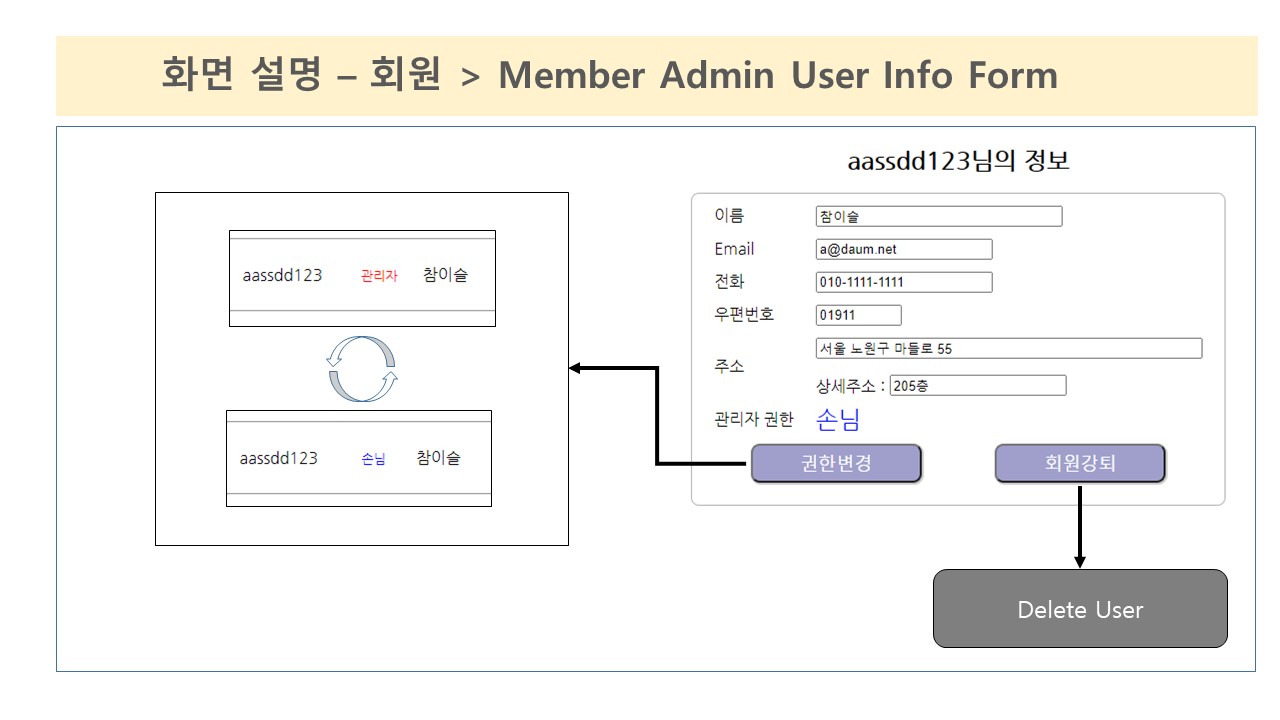 화면 설명 – 회원 > Member Admin User Info Form
aassdd123님의 정보
aassdd123 관리자 참이슬
aassdd123 손님 참이슬
이름 참이슬
Email a@daum.net
전화 010-1111-1111
우편번호 01911
주소 서울 노원구 마들로 55
상세주소 : 205층
관리자 권한 손님
권한변경 회원강퇴
Delete User